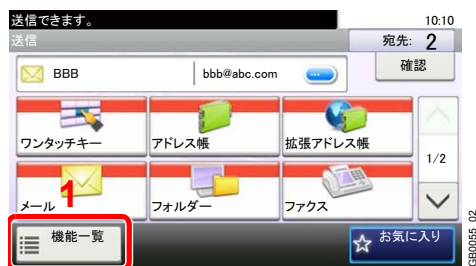 送信できます。 10:10
送信 宛先: 2
BBB bbb@abc.com 確認
ワンタッチキー アドレス帳 拡張アドレス帳
1/2
メール フォルダー ファクス
1
機能一覧 お気に入り
GB0055_02